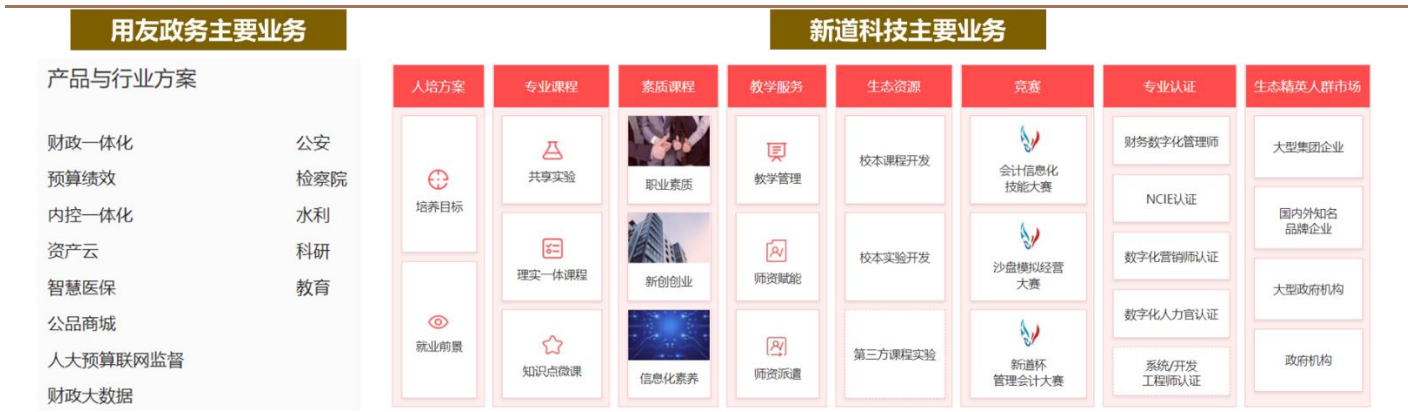 用友政务主要业务
新道科技主要业务
产品与行业方案
财政一体化
公安
预算绩效
检察院
内控一体化
水利
资产云
科研
智慧医保
教育
公品商城
人大预算联网监督
财政大数据
人培方案
培养目标
就业前景
专业课程
共享实验
理实一体课程
知识点微课
素质课程
职业素质
新创创业
信息化素养
教学服务
教学管理
师资赋能
师资派遣
生态资源
校本课程开发
校本实验开发
第三方课程实验
竞赛
会计信息化
技能大赛
沙盘模拟经营
大赛
新道杯
管理会计大赛
专业认证
财务数字化管理师
NCIE认证
数字化营销师认证
数字化人力官认证
系统/开发
工程师认证
生态精英人群市场
大型集团企业
国内外知名
品牌企业
大型政府机构
政府机构